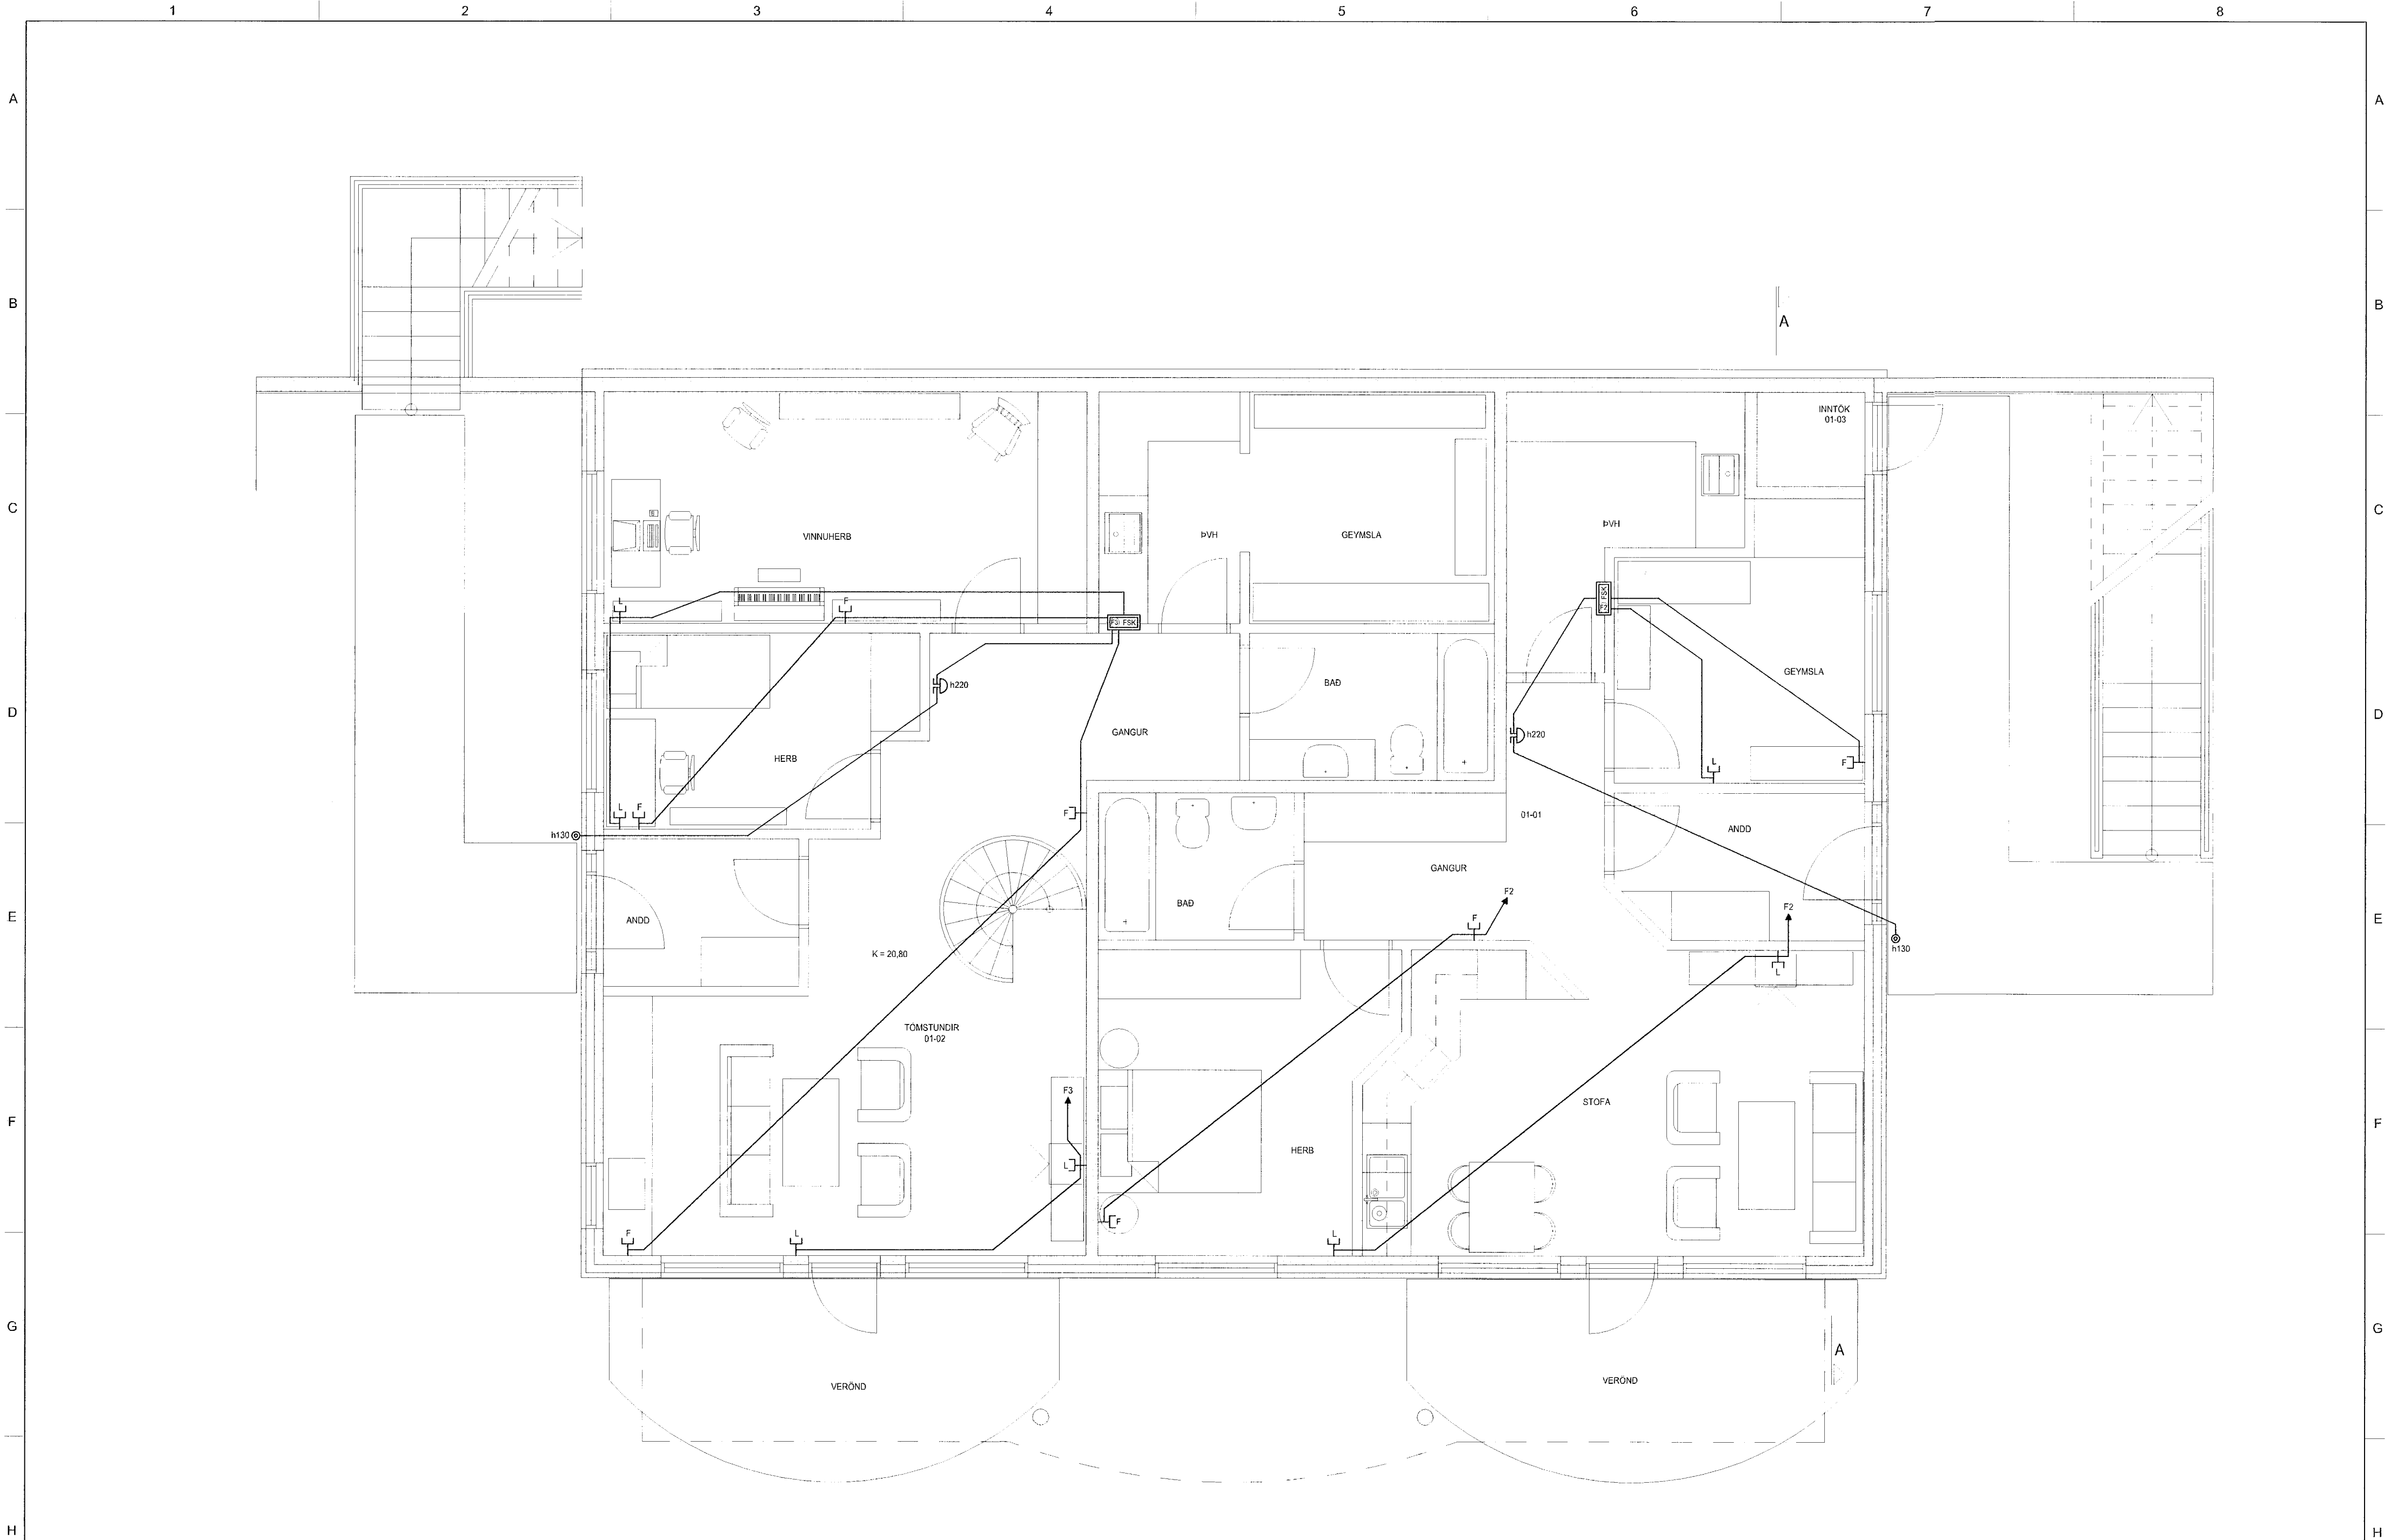 1 2 3 4 5 6 7 8
A A
B B
A
INNTÖK
01-03
C C
VINNUHERB ÞVH GEYMSLA ÞVH
L F F3 FSK
F2 FSK
h220 BAÐ GEYMSLA
D D
GANGUR h220
HERB L F
L F F
h130 01-01 ANDD
GANGUR
F2
BAÐ F2
E ANDD F E
K = 20,80 h130
L
TÓMSTUNDIR
01-02
F3 STOFA
F F
HERB
L
F
F L L
G G
A
VERÖND VERÖND
H H